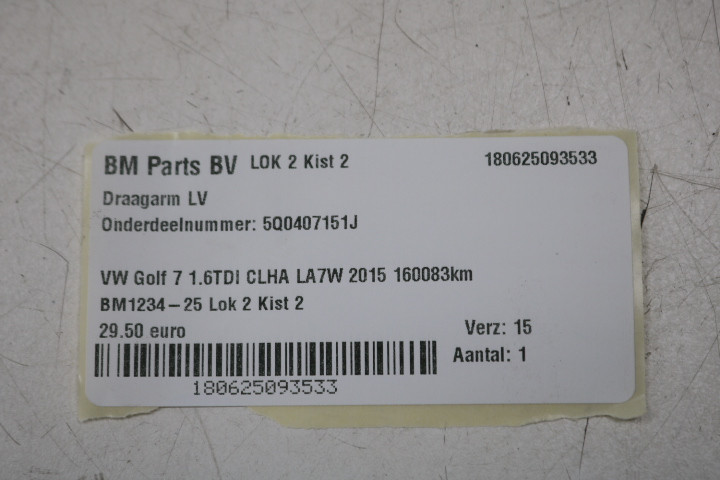 BM Parts BV LOK 2 Kist 2 180625093533
Draagarm LV
Onderdeelnummer: 5Q0407151J
VW Golf 7 1.6TDI CLHA LA7W 2015 160083km
BM1234-25 Lok 2 Kist 2
29.50 euro Verz: 15
Aantal: 1
180625093533